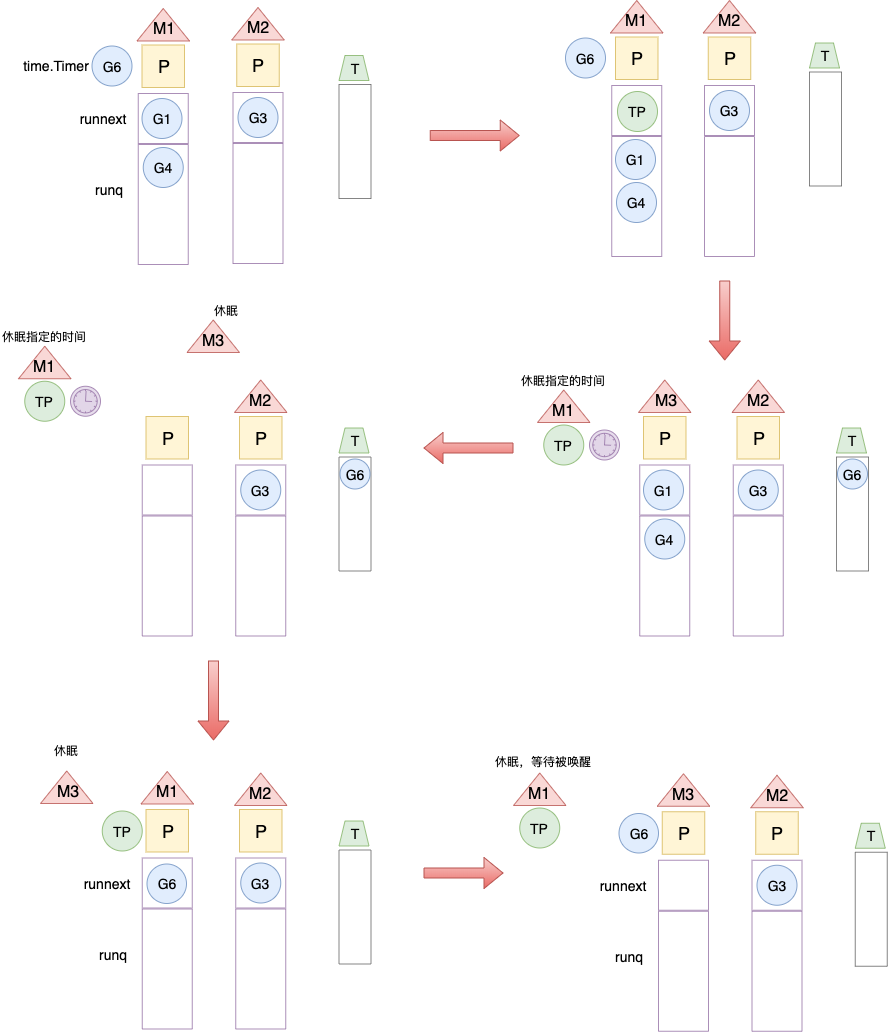 M1
M2
time.Timer
G6
P
P
T
runnext
G1
G3
G4
runq
M1
M2
G6
P
P
T
TP
G3
G1
G4
休眠
M3
休眠指定的时间
M1
TP
M2
P
P
T
G6
G3
休眠指定的时间
M1
TP
M3
M2
P
P
T
G6
G1
G3
G4
休眠
M3
M1
M2
TP
P
P
T
runnext
G6
G3
runq
休眠，等待被唤醒
M1
TP
M3
M2
G6
P
P
T
runnext
G3
runq